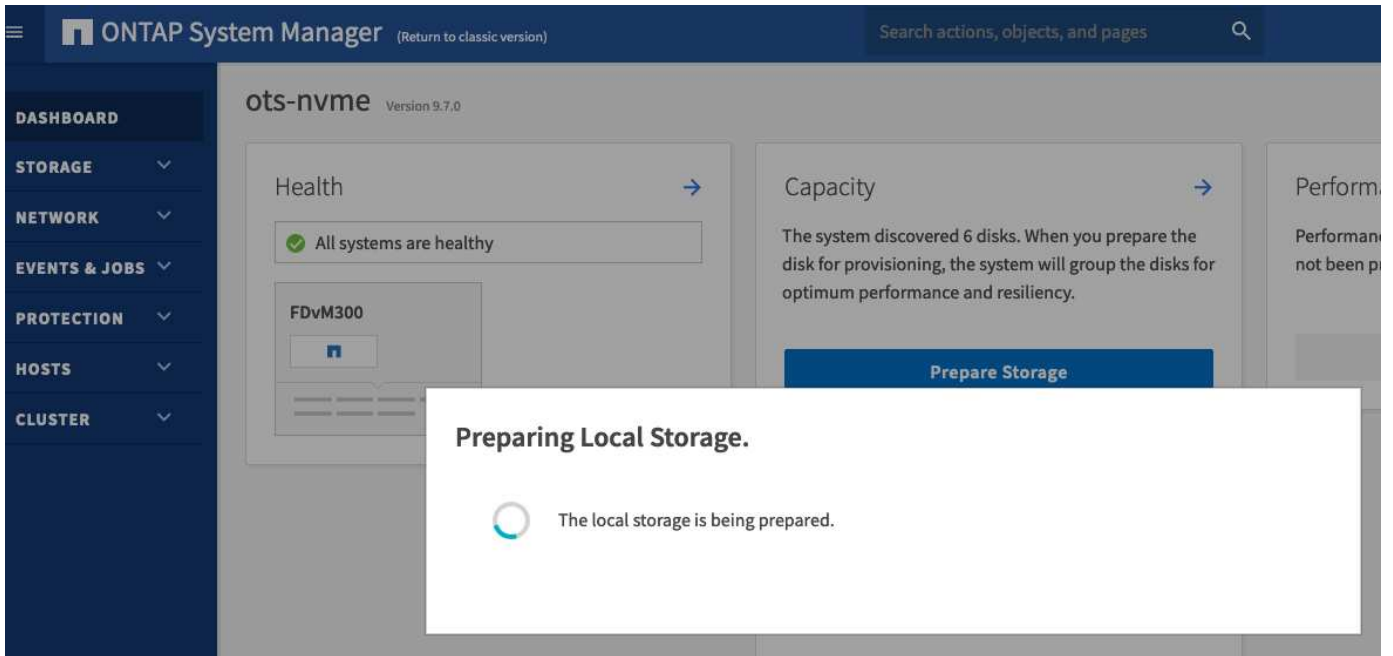 ONTAP System Manager (Return to classic version)
Search actions, objects, and pages
DASHBOARD
STORAGE
NETWORK
EVENTS & JOBS
PROTECTION
HOSTS
CLUSTER
ots-nvme Version 9.7.0
Health
All systems are healthy
FDvM300
Capacity
The system discovered 6 disks. When you prepare the
disk for provisioning, the system will group the disks for
optimum performance and resiliency.
Prepare Storage
Preparing Local Storage.
The local storage is being prepared.
not been